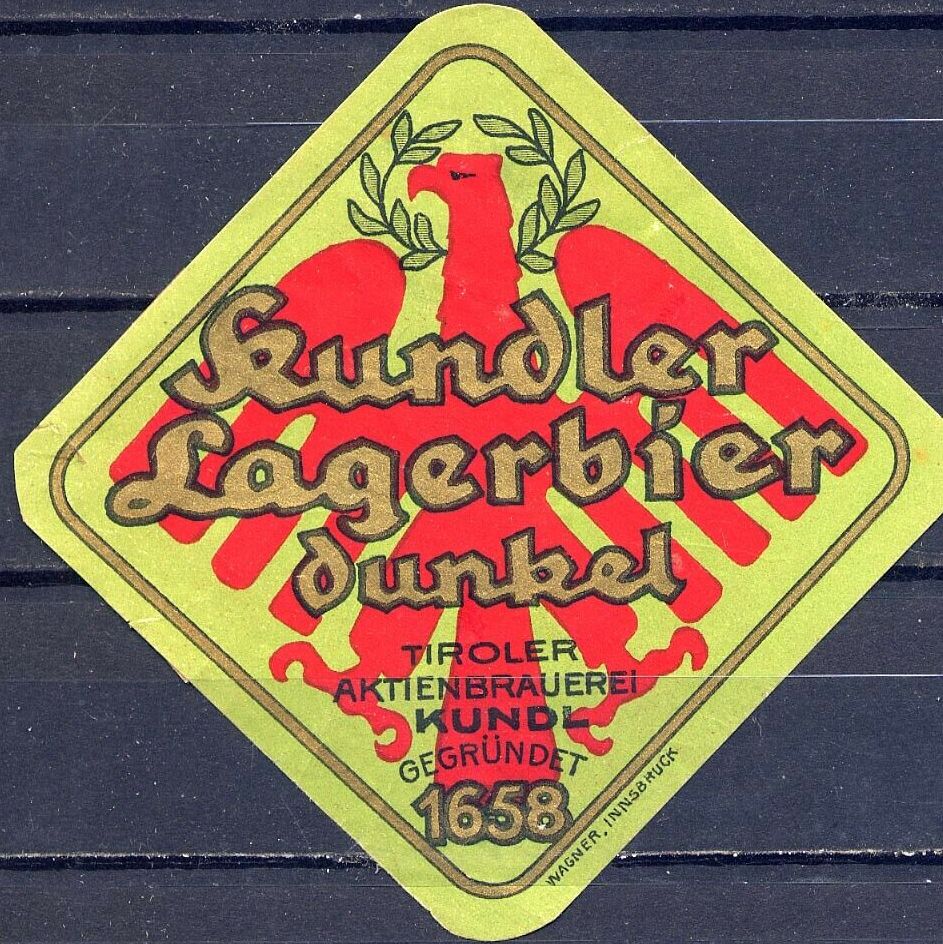 Kundler
Lagerbier
dunkel
TIROLER
AKTIENBRAUEREI
KUNDL
GEGRÜNDET
1658
WAGNER, INNSBRUCK